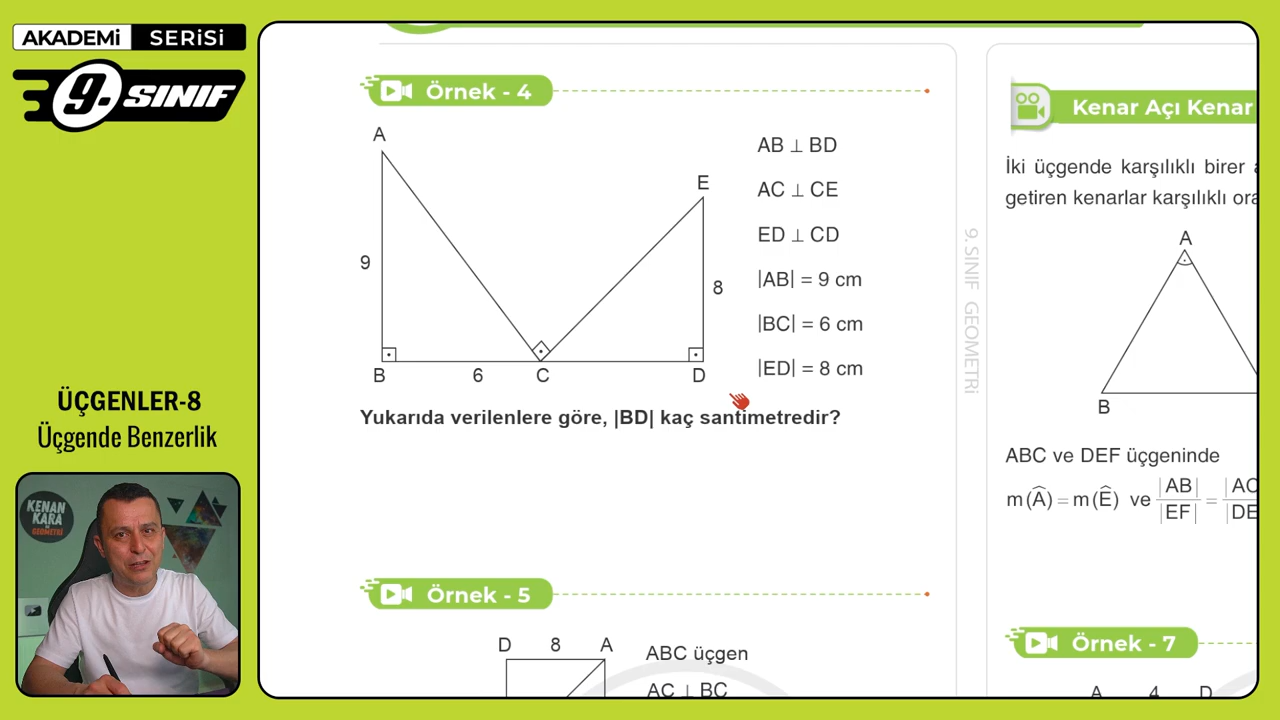 AKADEMİ SERİSİ
9. SINIF
ÜÇGENLER-8
Üçgende Benzerlik
KENAN
KARA
GEOMETRİ
Örnek - 4
A
E
9
8
B
6
C
D
AB ⊥ BD
AC ⊥ CE
ED ⊥ CD
|AB| = 9 cm
|BC| = 6 cm
|ED| = 8 cm
Yukarıda verilenlere göre, |BD| kaç santimetredir?
Örnek - 5
D 8 A
ABC üçgen
AC ⊥ BC
9. SINIF GEOMETRİ
Kenar Açı Kenar
İki üçgende karşılıklı birer
getiren kenarlar karşılıklı
A
B
ABC ve DEF üçgeninde
m(Â) = m(Ê) ve |AB| / |EF| = |AC / |DE
Örnek - 7
A 4 D